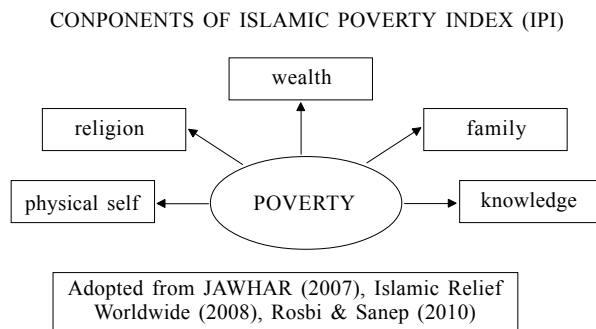 CONPONENTS OF ISLAMIC POVERTY INDEX (IPI)
wealth
religion
family
physical self
POVERTY
knowledge
Adopted from JAWHAR (2007), Islamic Relief
Worldwide (2008), Rosbi & Sanep (2010)